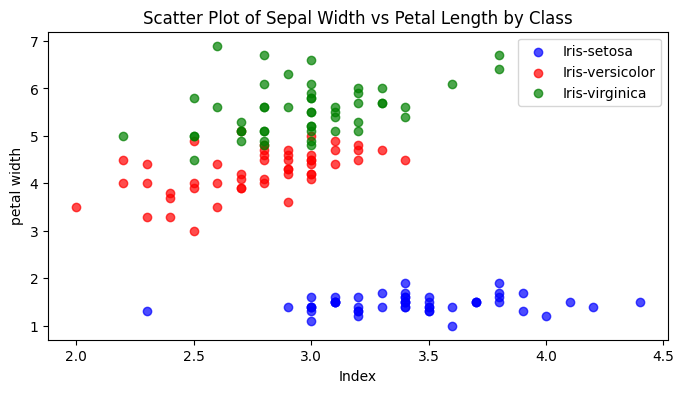 Scatter Plot of Sepal Width vs Petal Length by Class
7
6
5
4
3
2
1
petal width
Iris-setosa
Iris-versicolor
Iris-virginica
2.0 2.5 3.0 3.5 4.0 4.5
Index